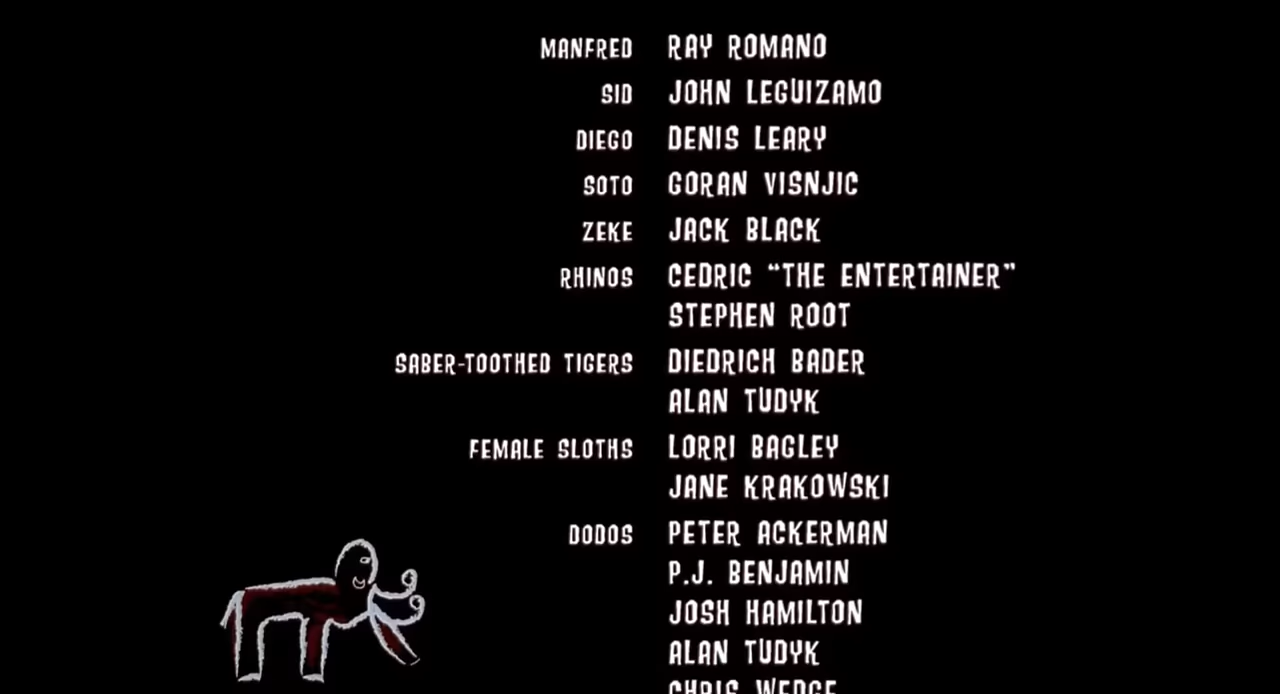 MANFRED RAY ROMANO
SID JOHN LEGUIZAMO
DIEGO DENIS LEARY
SOTO GORAN VISNJIC
ZEKE JACK BLACK
RHINOS CEDRIC “THE ENTERTAINER”
STEPHEN ROOT
SABER-TOOTHED TIGERS DIEDRICH BADER
ALAN TUDYK
FEMALE SLOTHS LORRI BAGLEY
JANE KRAKOWSKI
DODOS PETER ACKERMAN
P.J. BENJAMIN
JOSH HAMILTON
ALAN TUDYK
CHRIS WEDGE